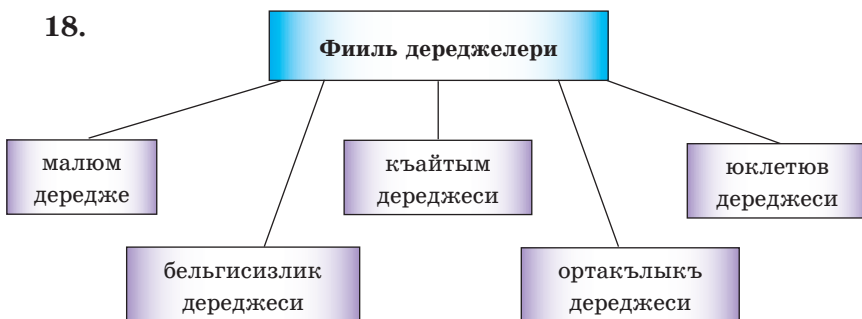 18.
Фииль дереджелери
малюм
дередже
къайтым
дереджеси
юклетюв
дереджеси
бельгисизлик
дереджеси
ортакълыкъ
дереджеси